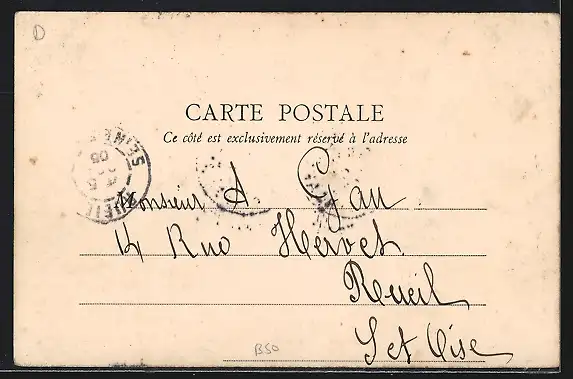 D
CARTE POSTALE
Ce côté est exclusivement réservé à l'adresse
Monsieur A Gau
14 Rue Hervet
Rueil
S et Oise
B50